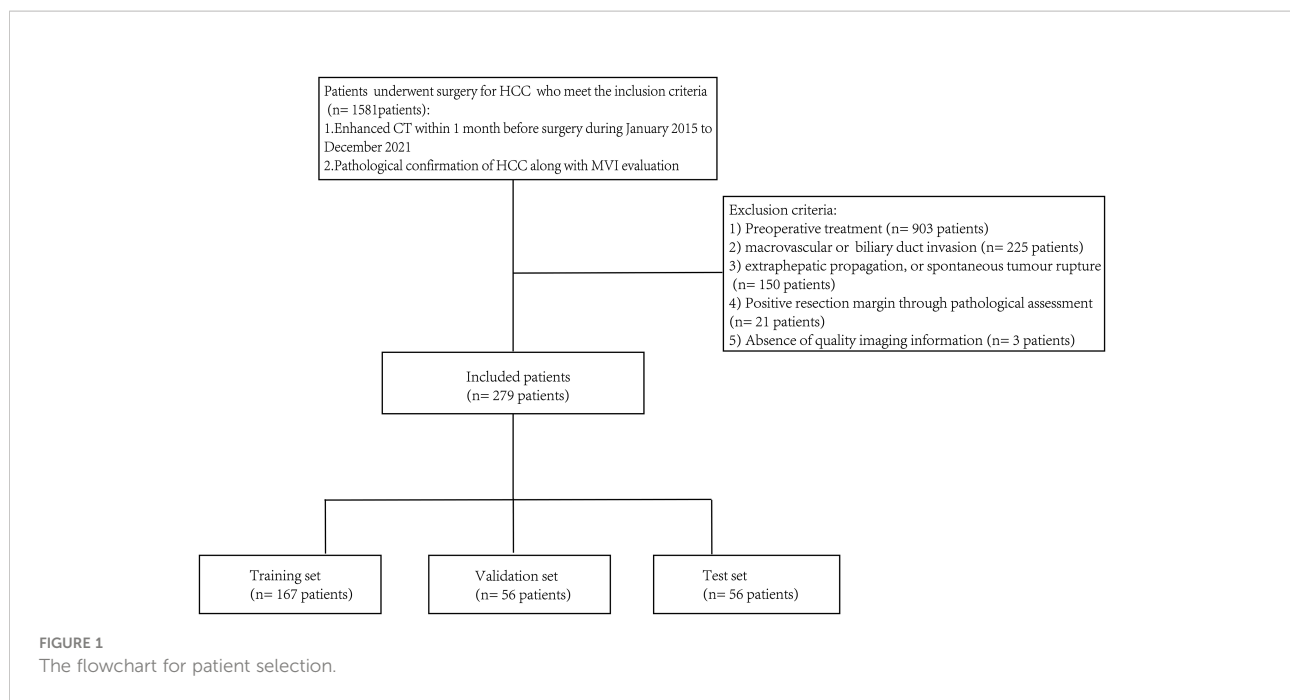 Patients underwent surgery for HCC who meet the inclusion criteria
(n= 1581patients):
1.Enhanced CT within 1 month before surgery during January 2015 to
December 2021
2.Pathological confirmation of HCC along with MVI evaluation
Exclusion criteria:
1) Preoperative treatment (n= 903 patients)
2) macrovascular or biliary duct invasion (n= 225 patients)
3) extraphepatic propagation, or spontaneous tumour rupture
(n= 150 patients)
4) Positive resection margin through pathological assessment
(n= 21 patients)
5) Absence of quality imaging information (n= 3 patients)
Included patients
(n= 279 patients)
Training set
(n= 167 patients)
Validation set
(n= 56 patients)
Test set
(n= 56 patients)
FIGURE 1
The flowchart for patient selection.